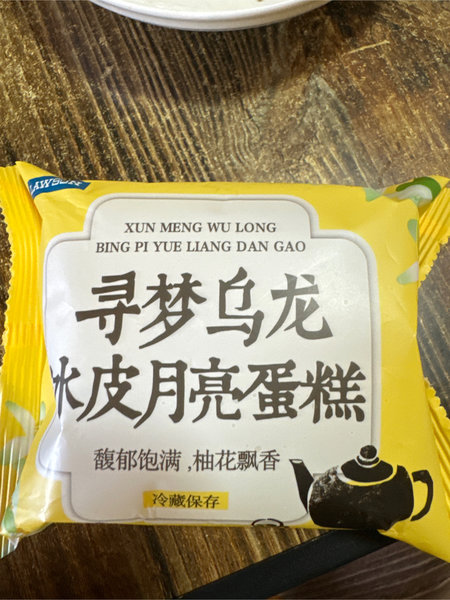 LAWSON
XUN MENG WU LONG
BING PI YUE LIANG DAN GAO
寻梦乌龙
冰皮月亮蛋糕
馥郁饱满,柚花飘香
冷藏保存